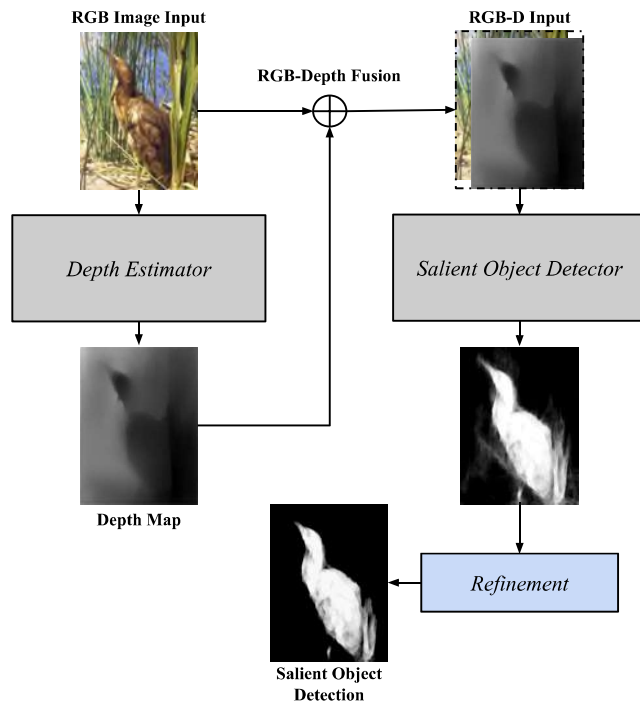 RGB Image Input
RGB-D Input
RGB-Depth Fusion
Depth Estimator
Salient Object Detector
Depth Map
Refinement
Salient Object
Detection